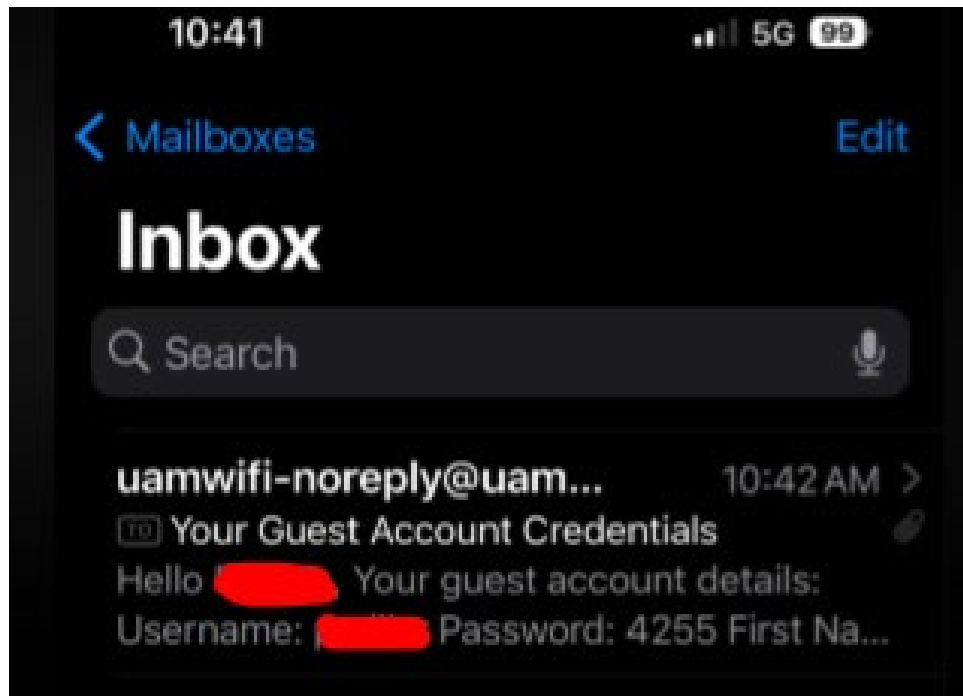 10:41 5G 99
Mailboxes Edit
Inbox
Search
uamwifi-noreply@uam... 10:42 AM
TO Your Guest Account Credentials
Hello Your guest account details:
Username: Password: 4255 First Na...